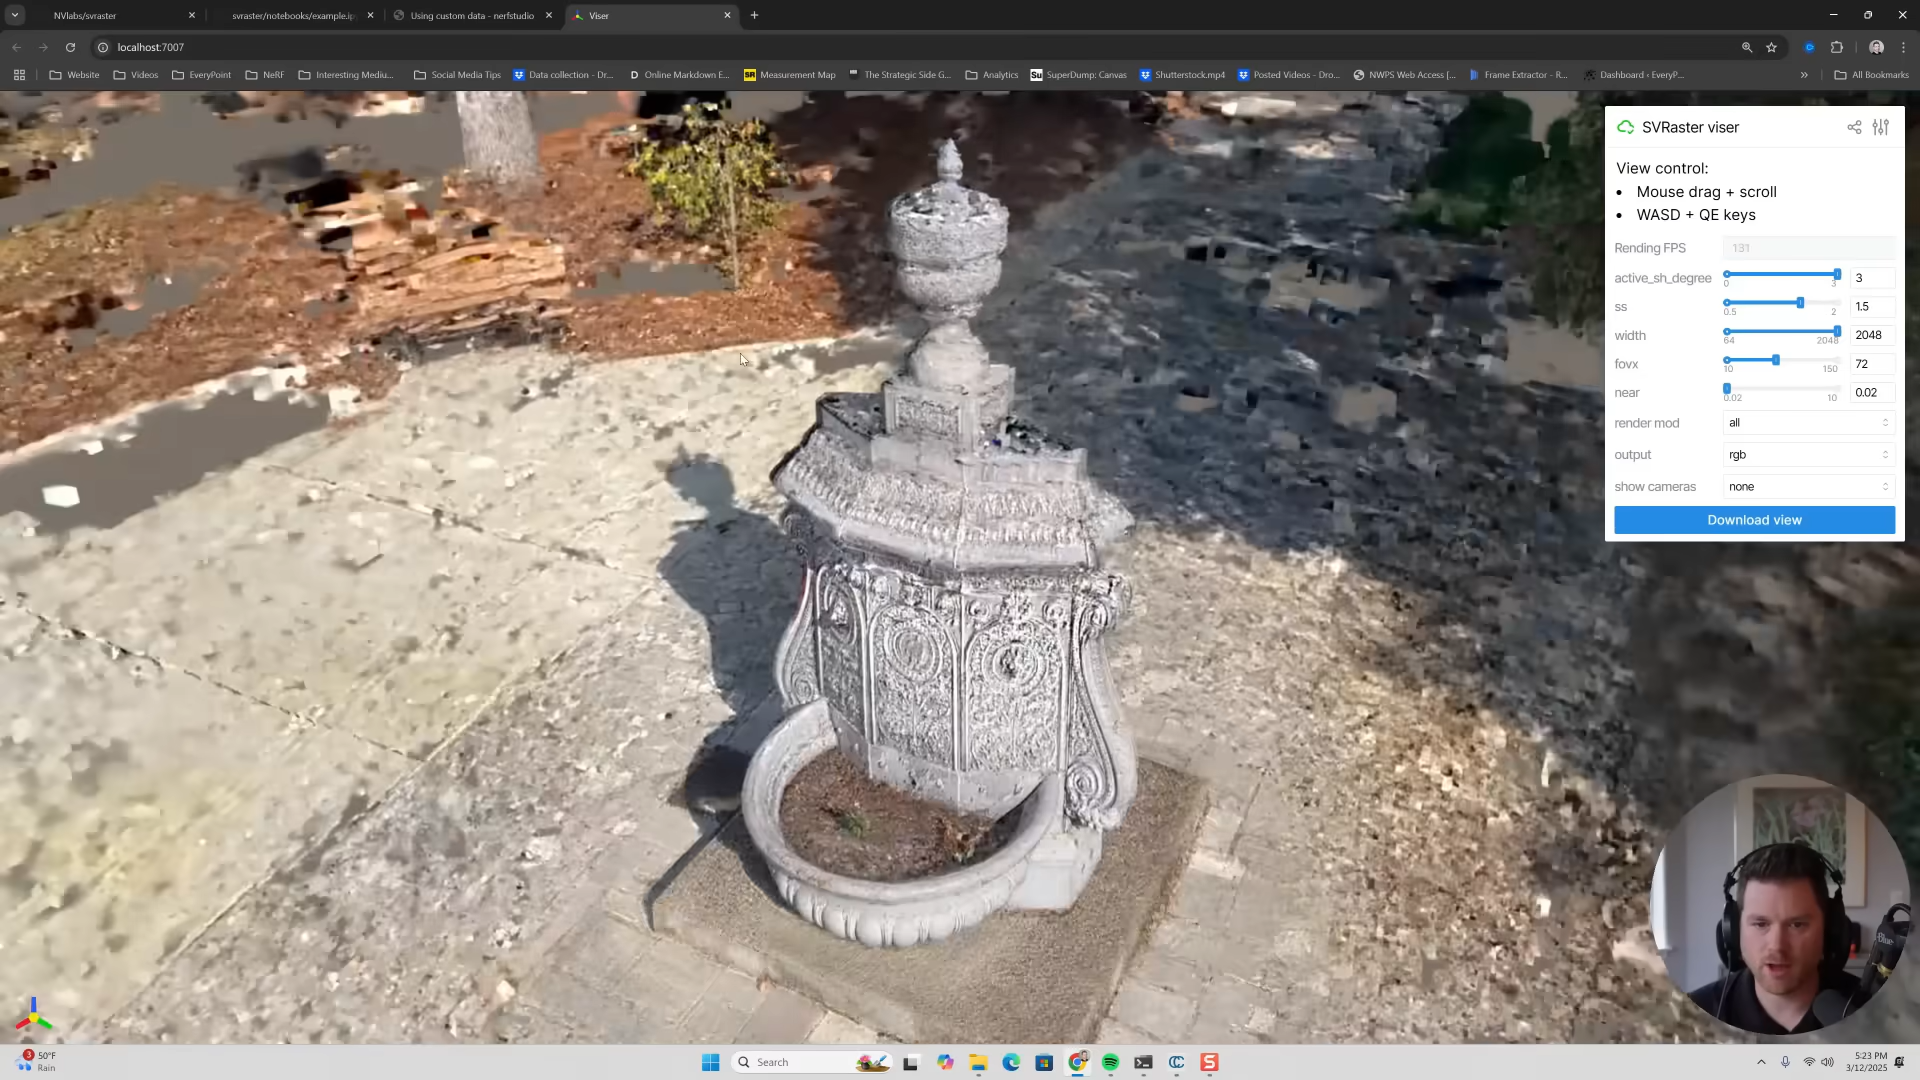 NVlabs/svraster
svraster/notebooks/example.ip
Using custom data - nerfstudio
Viser
localhost:7007
Website
Videos
EveryPoint
NeRF
Interesting Mediu...
Social Media Tips
Data collection - Dr...
D Online Markdown E...
SR Measurement Map
The Strategic Side G...
Analytics
Su SuperDump: Canvas
Shutterstock.mp4
Posted Videos - Dro...
NWPS Web Access [...
Frame Extractor - R...
Dashboard ‹ EveryP...
»
All Bookmarks
SVRaster viser
View control:
• Mouse drag + scroll
• WASD + QE keys
Rending FPS 131
active_sh_degree 0 3 3
ss 0.5 2 1.5
width 64 2048 2048
fovx 10 150 72
near 0.02 10 0.02
render mod all
output rgb
show cameras none
Download view
Blue
3 50°F
Rain
Search
CC
S
5:23 PM
3/12/2025